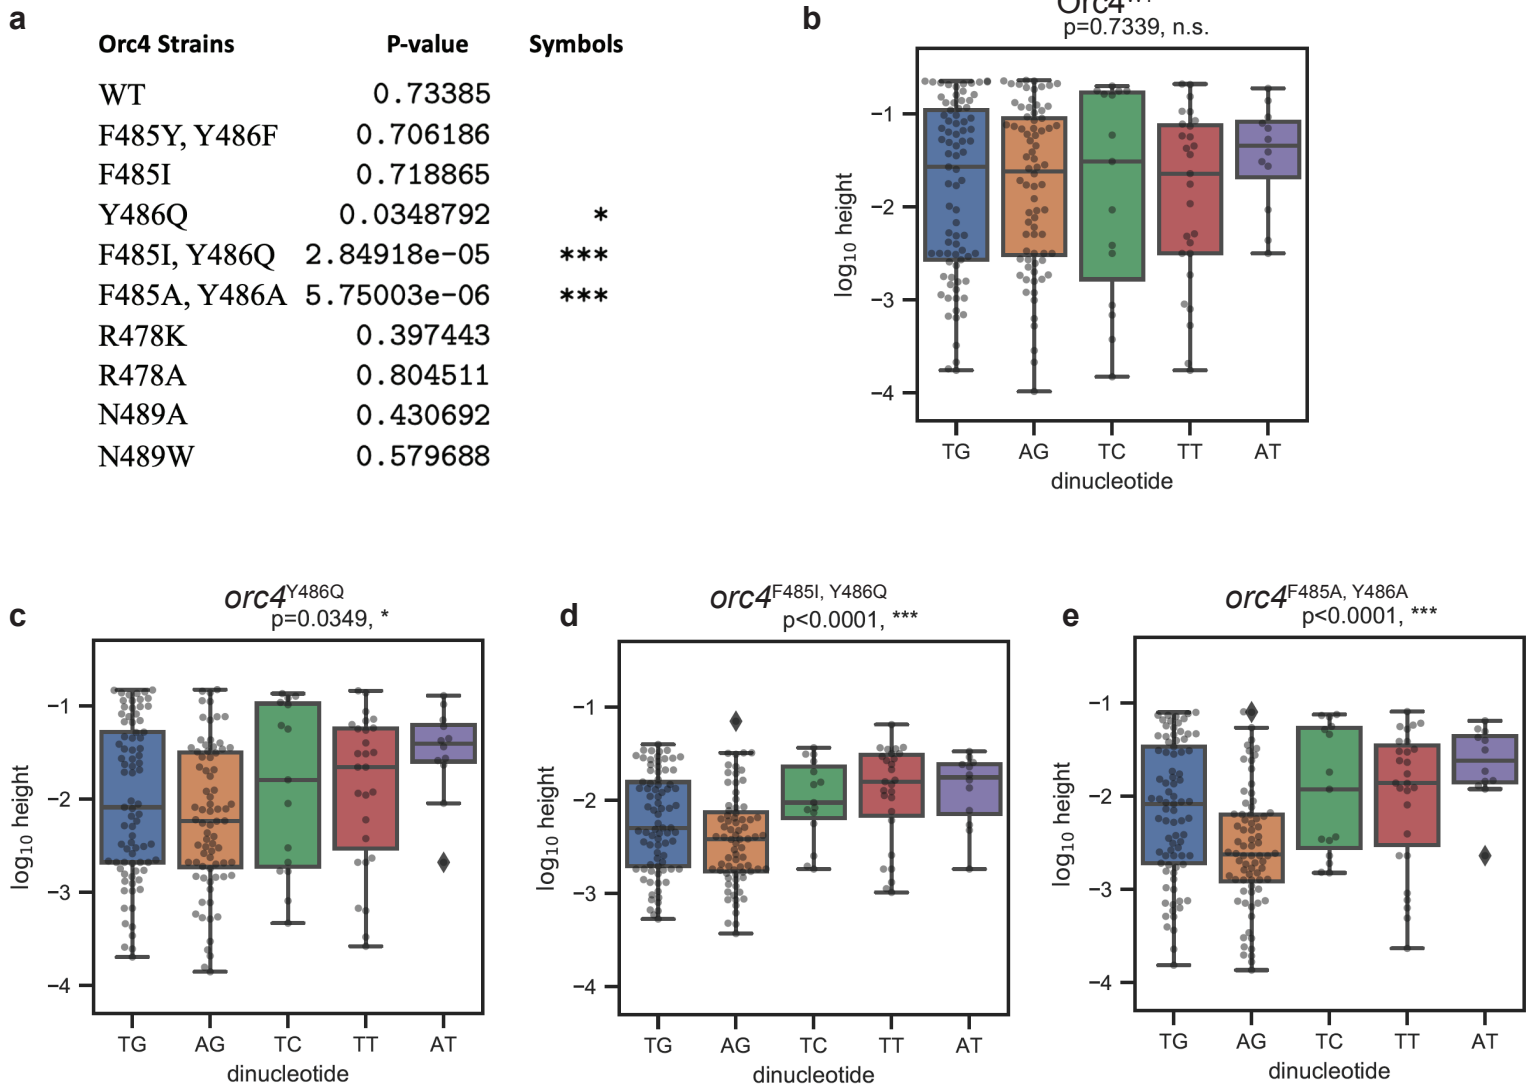 a
Orc4 Strains P-value Symbols
WT 0.73385
F485Y, Y486F 0.706186
F485I 0.718865
Y486Q 0.0348792 *
F485I, Y486Q 2.84918e-05 ***
F485A, Y486A 5.75003e-06 ***
R478K 0.397443
R478A 0.804511
N489A 0.430692
N489W 0.579688
b
Orc4
p=0.7339, n.s.
log10 height
−1
−2
−3
−4
TG AG TC TT AT
dinucleotide
c
orc4Y486Q
p=0.0349, *
log10 height
−1
−2
−3
−4
TG AG TC TT AT
dinucleotide
d
orc4F485I, Y486Q
p<0.0001, ***
log10 height
−1
−2
−3
−4
TG AG TC TT AT
dinucleotide
e
orc4F485A, Y486A
p<0.0001, ***
log10 height
−1
−2
−3
−4
TG AG TC TT AT
dinucleotide